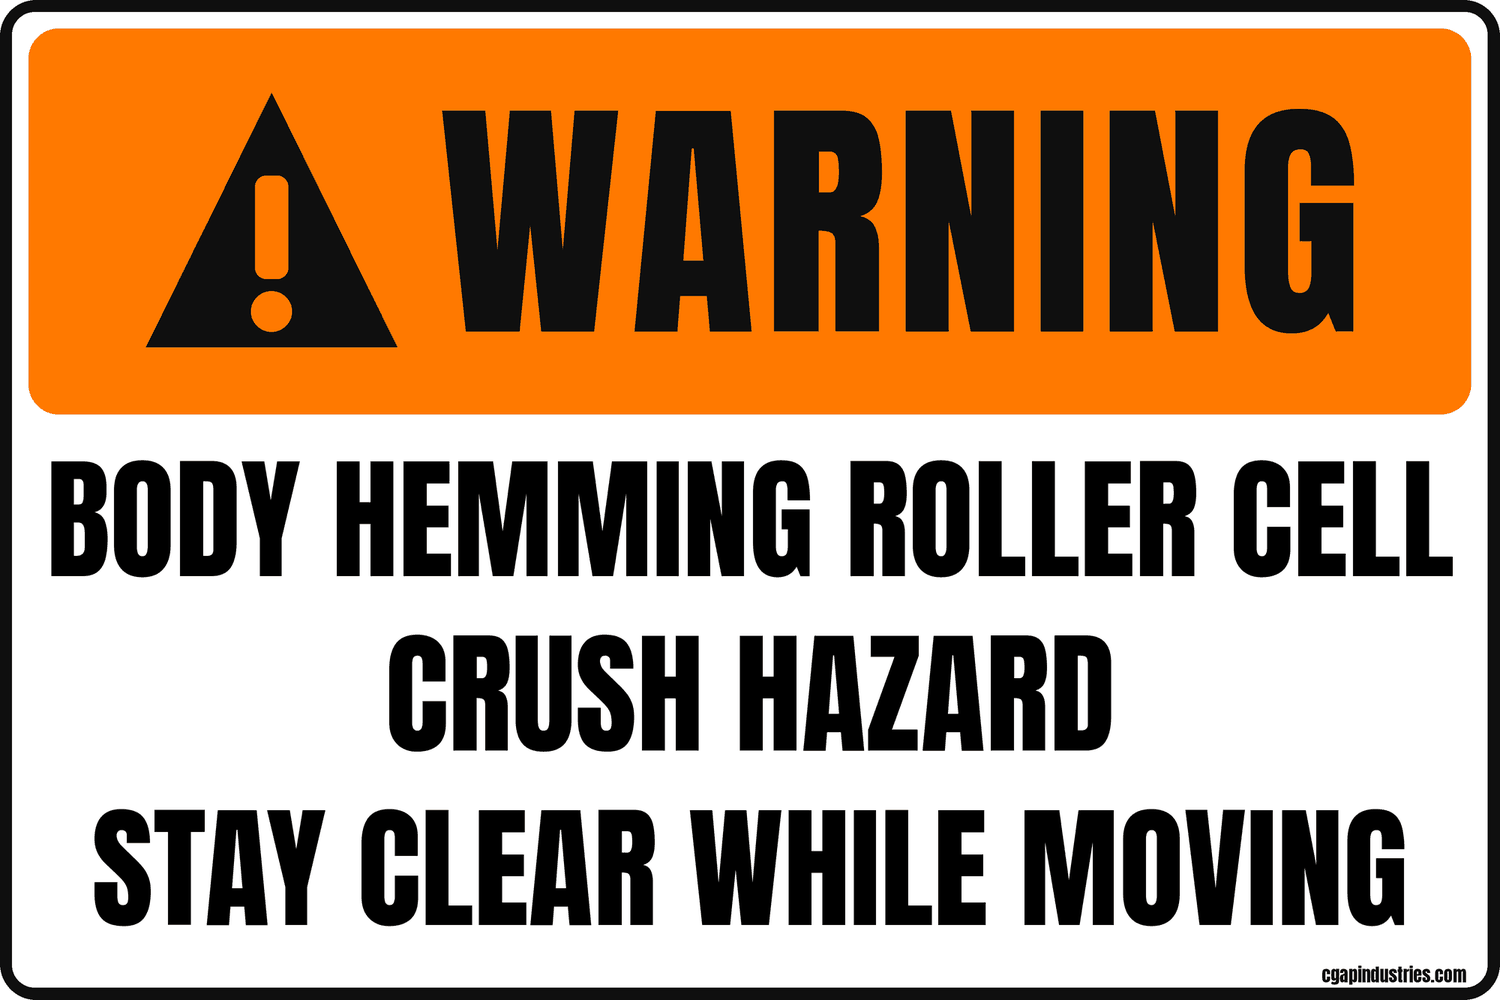 WARNING
BODY HEMMING ROLLER CELL
CRUSH HAZARD
STAY CLEAR WHILE MOVING
cgapindustries.com